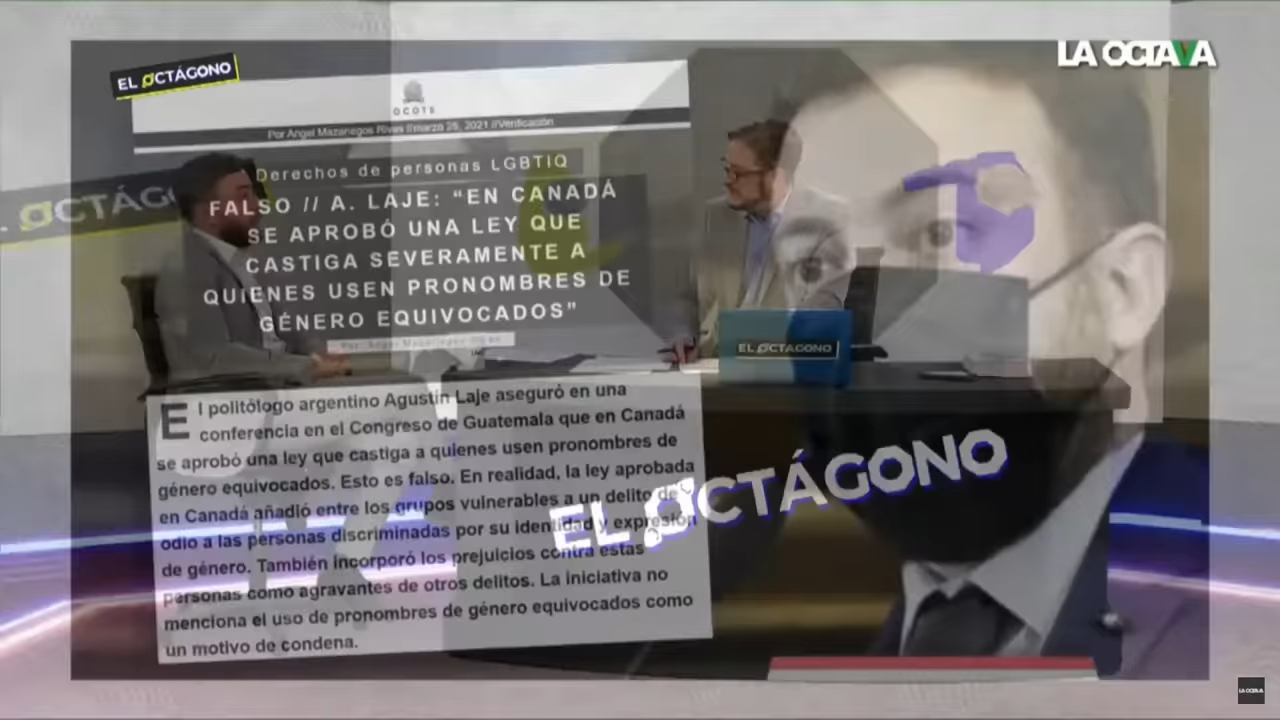 EL OCTÁGONO
LA OCTAVA
OCOTE
Por Angel Mazariegos Rivas //marzo 26, 2021 //Verificación
Derechos de personas LGBTIQ
FALSO // A. LAJE: “EN CANADÁ
SE APROBÓ UNA LEY QUE
CASTIGA SEVERAMENTE A
QUIENES USEN PRONOMBRES DE
GÉNERO EQUIVOCADOS”
. OCTÁGO
EL OCTÁGONO
El politólogo argentino Agustín Laje aseguró en una
conferencia en el Congreso de Guatemala que en Canadá
se aprobó una ley que castiga a quienes usen pronombres de
género equivocados. Esto es falso. En realidad, la ley aprobada
en Canadá añadió entre los grupos vulnerables a un delito de
odio a las personas discriminadas por su identidad y expresión
de género. También incorporó los prejuicios contra estas
personas como agravantes de otros delitos. La iniciativa no
menciona el uso de pronombres de género equivocados como
un motivo de condena.
EL OCTÁGONO
LA OCTAVA